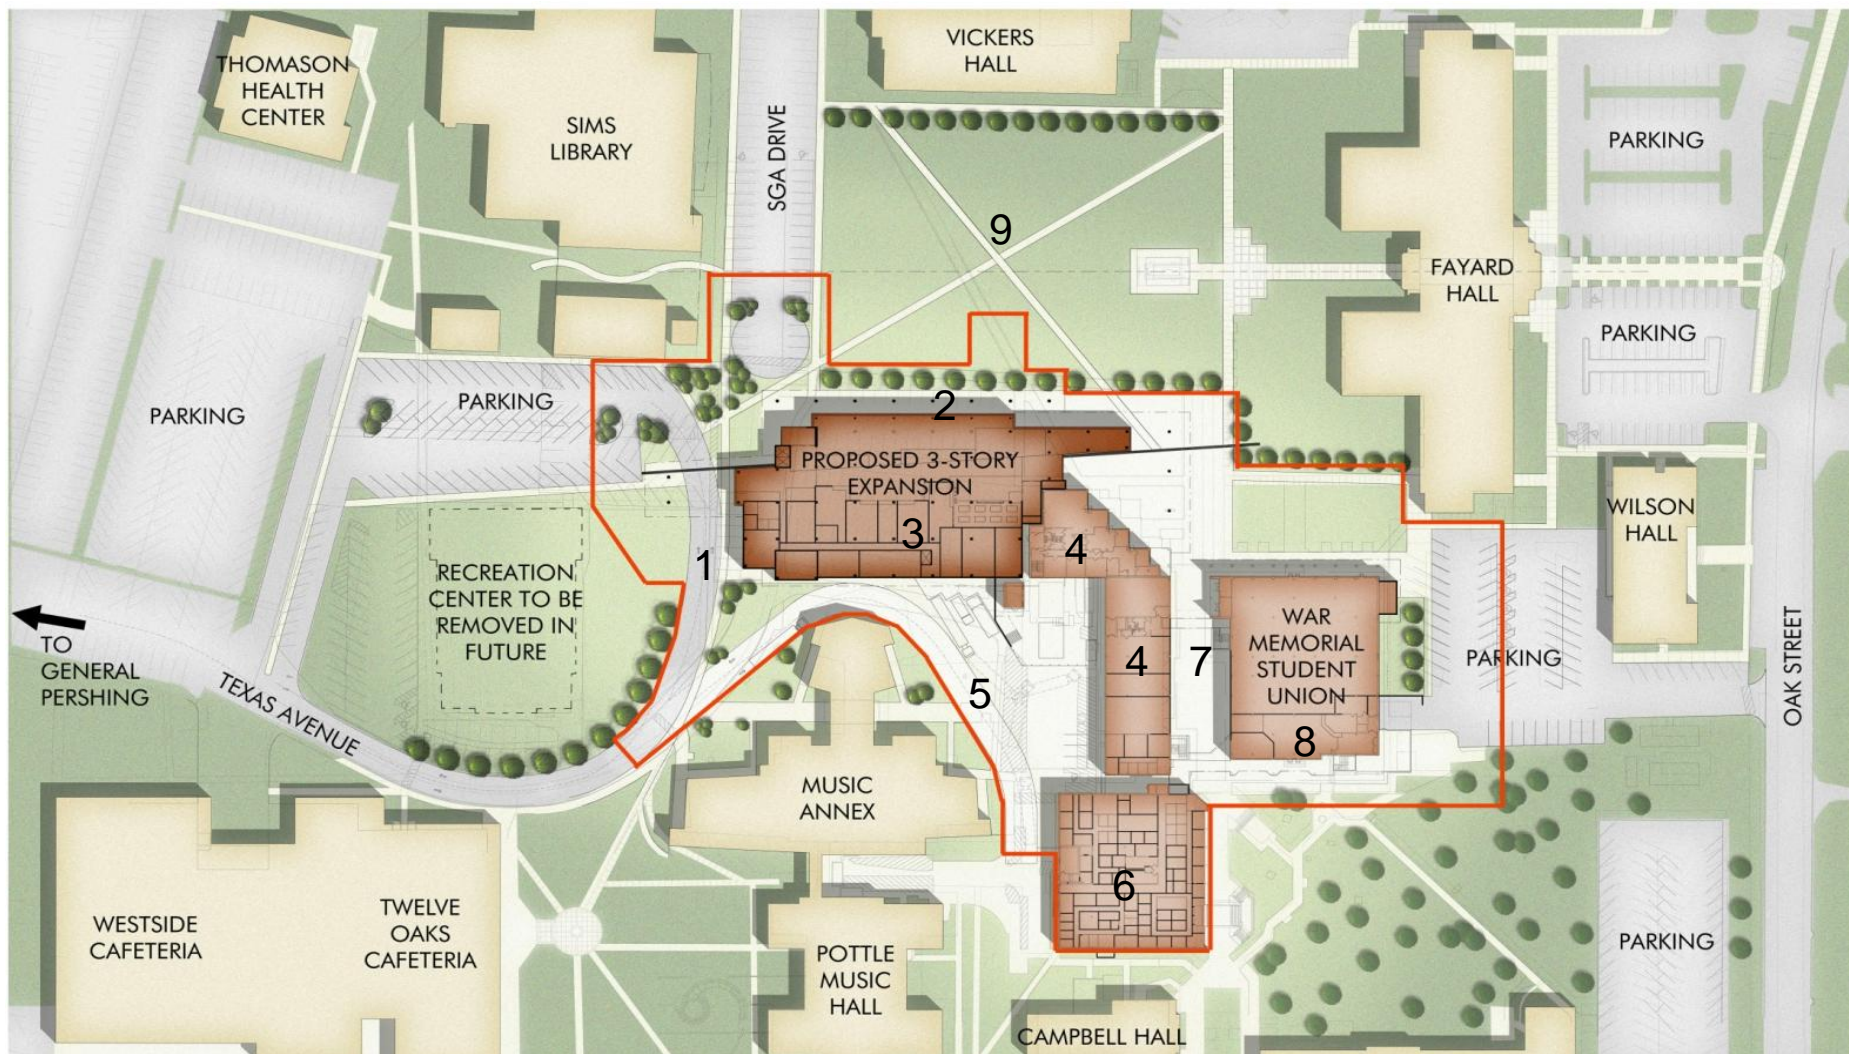 THOMASON
HEALTH
CENTER
SIMS
LIBRARY
SGA DRIVE
VICKERS
HALL
PARKING
9
FAYARD
HALL
PARKING
PARKING
PARKING
2
PROPOSED 3-STORY
EXPANSION
3
4
1
WILSON
HALL
RECREATION
CENTER TO BE
REMOVED IN
FUTURE
TO
GENERAL
PERSHING
TEXAS AVENUE
5
4
7
WAR
MEMORIAL
STUDENT
UNION
8
PARKING
OAK STREET
MUSIC
ANNEX
6
WESTSIDE
CAFETERIA
TWELVE
OAKS
CAFETERIA
POTTLE
MUSIC
HALL
PARKING
CAMPBELL HALL